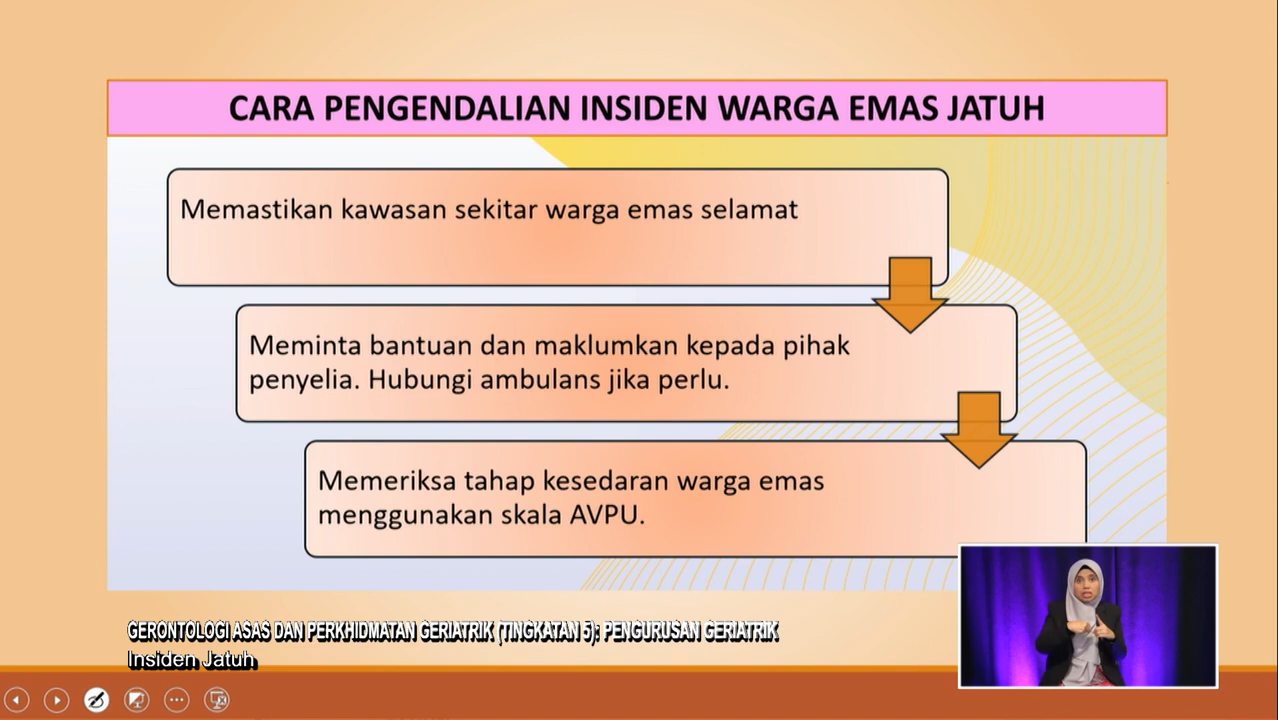 CARA PENGENDALIAN INSIDEN WARGA EMAS JATUH
Memastikan kawasan sekitar warga emas selamat
Meminta bantuan dan maklumkan kepada pihak
penyelia. Hubungi ambulans jika perlu.
Memeriksa tahap kesedaran warga emas
menggunakan skala AVPU.
GERONTOLOGI ASAS DAN PERKHIDMATAN GERIATRIK (TINGKATAN 5): PENGURUSAN GERIATRIK
Insiden Jatuh